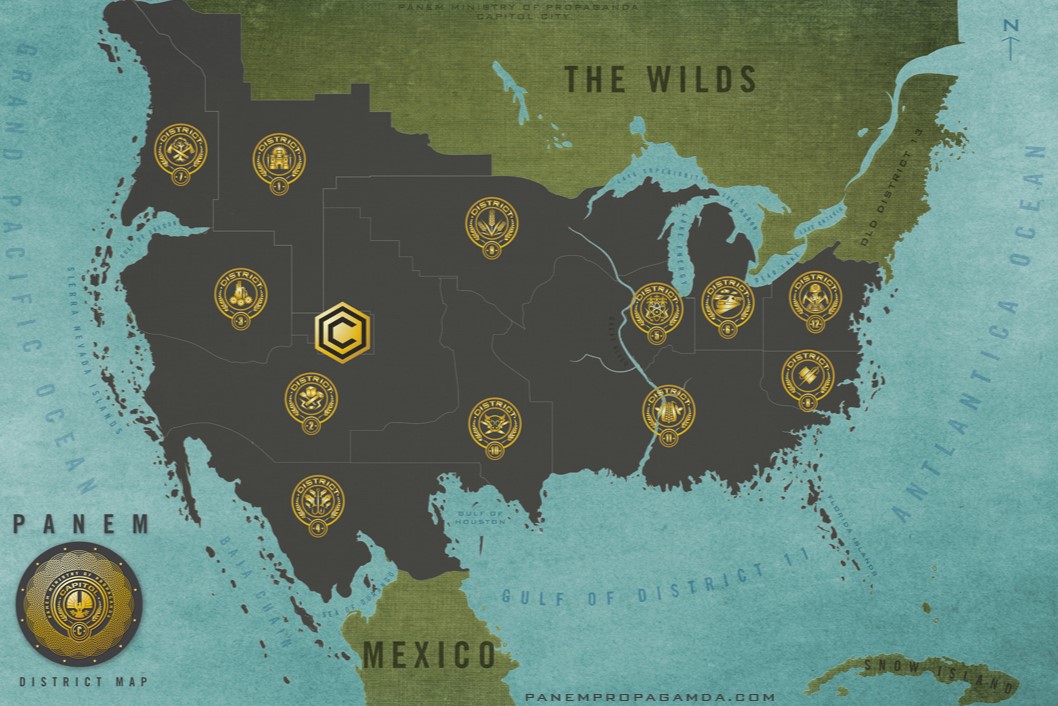 PANEM MINISTRY OF PROPAGANDA
CAPITOL CITY
N
THE WILDS
GRAND PACIFIC OCEAN
ANTLANTICA OCEAN
OLD DISTRICT 13
DISTRICT
7
DISTRICT
1
DISTRICT
9
DISTRICT
3
DISTRICT
5
DISTRICT
6
DISTRICT
12
DISTRICT
2
DISTRICT
10
DISTRICT
11
DISTRICT
8
DISTRICT
4
SIERRA NEVADA ISLANDS
GULF OF
HOUSTON
FLORIDA ISLANDS
GULF OF DISTRICT 11
BAJA CHAIN
MEXICO
SNOW ISLAND
PANEM
CAPITOL
DISTRICT MAP
PANEMPROPAGAMDA.COM